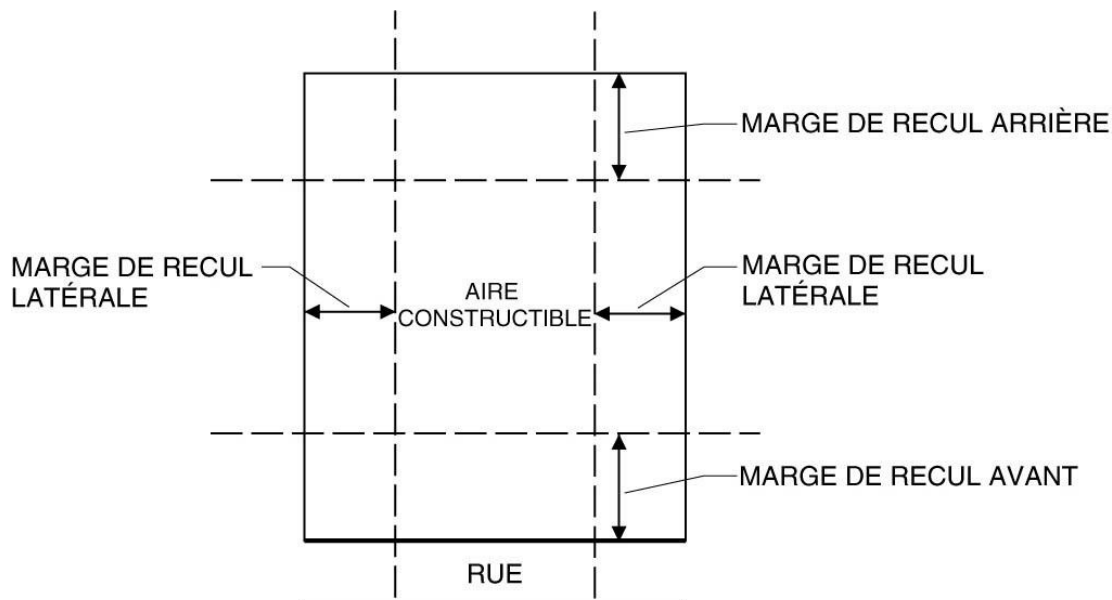 MARGE DE RECUL ARRIÈRE
MARGE DE RECUL
LATÉRALE
AIRE
CONSTRUCTIBLE
MARGE DE RECUL
LATÉRALE
MARGE DE RECUL AVANT
RUE